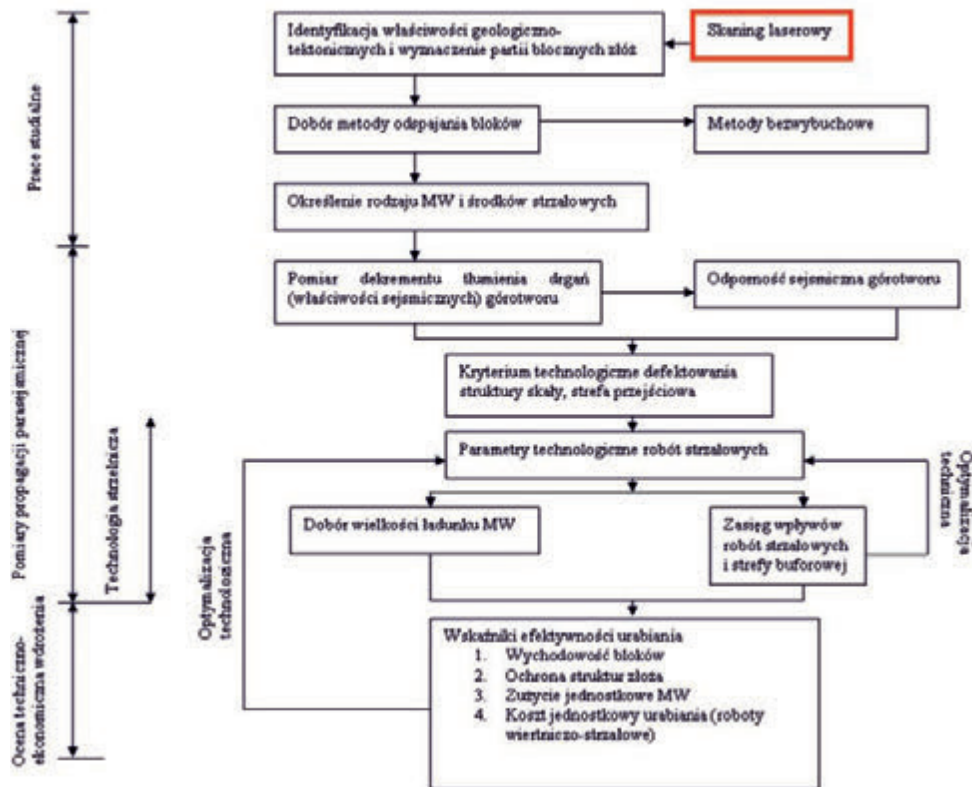 Identyfikacja właściwości geologiczno-
tektonicznych i wyznaczenie partii blocznych złóż
Skaning laserowy
Dobór metody odspajania bloków
Metody bezwybuchowe
Określenie rodzaju MW i środków strzałowych
Prace studialne
Pomiar dekrementu tłumienia drgań
(właściwości sejsmicznych) górotworu
Odporność sejsmiczna górotworu
Kryterium technologiczne defektowania
struktury skały, strefa przejściowa
Parametry technologiczne robót strzałowych
Pomiary propagacji parasejsmicznej
Technologia strzelnicza
Dobór wielkości ładunku MW
Zasięg wpływów
robót strzałowych
i strefy buforowej
Optymalizacja
techniczna
Optymalizacja
technologiczna
Wskaźniki efektywności urabiania
1. Wychodowość bloków
2. Ochrona struktur złoża
3. Zużycie jednostkowe MW
4. Koszt jednostkowy urabiania (roboty
wiertniczo-strzałowe)
Ocena techniczno-
ekonomiczna wdrożenia